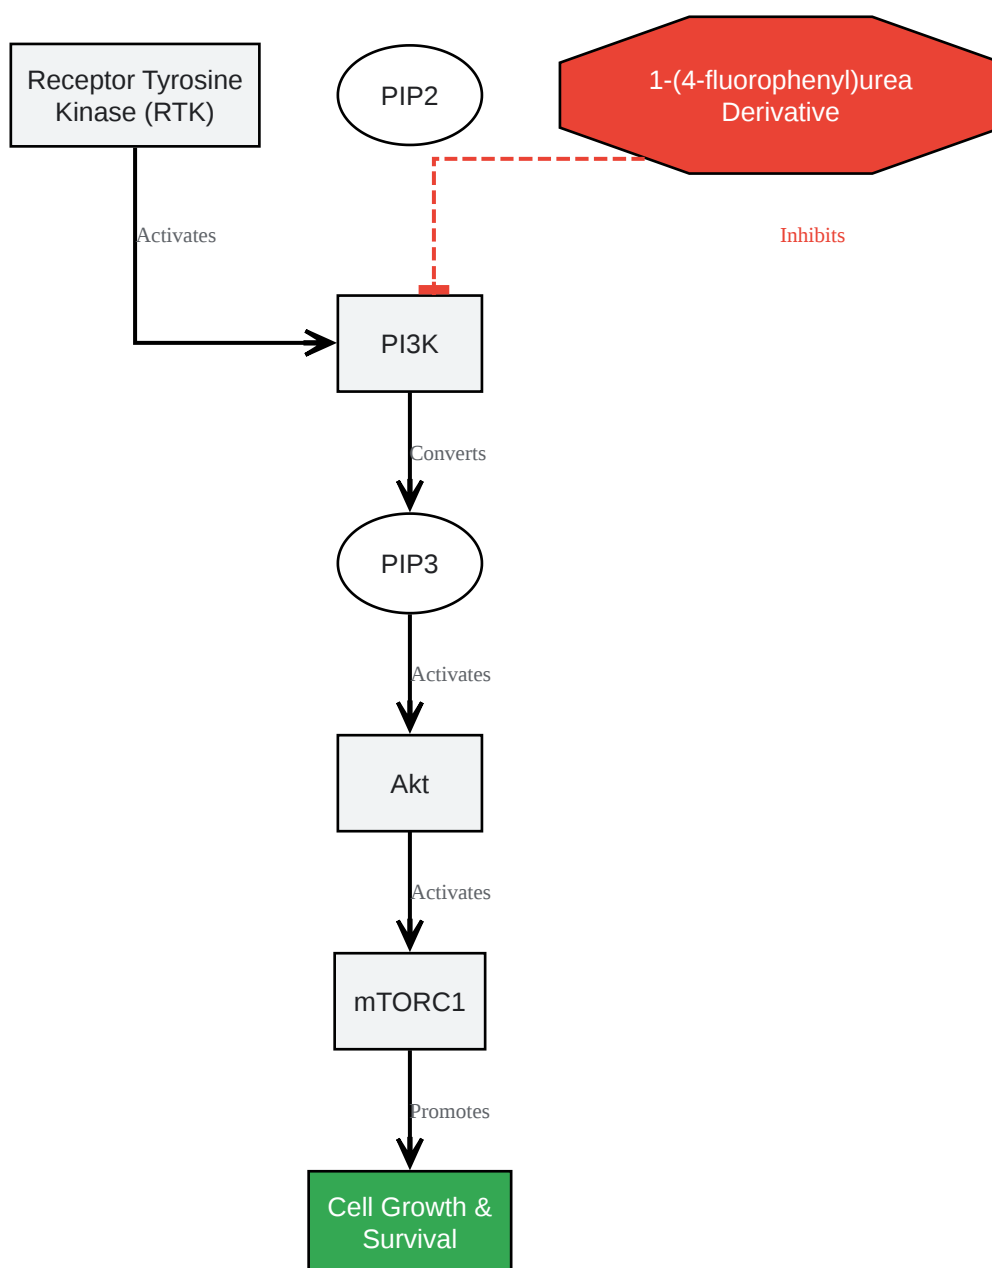 Receptor Tyrosine
Kinase (RTK)
PIP2
1-(4-fluorophenyl)urea
Derivative
Activates
Inhibits
PI3K
Converts
PIP3
Activates
Akt
Activates
mTORC1
Promotes
Cell Growth &
Survival